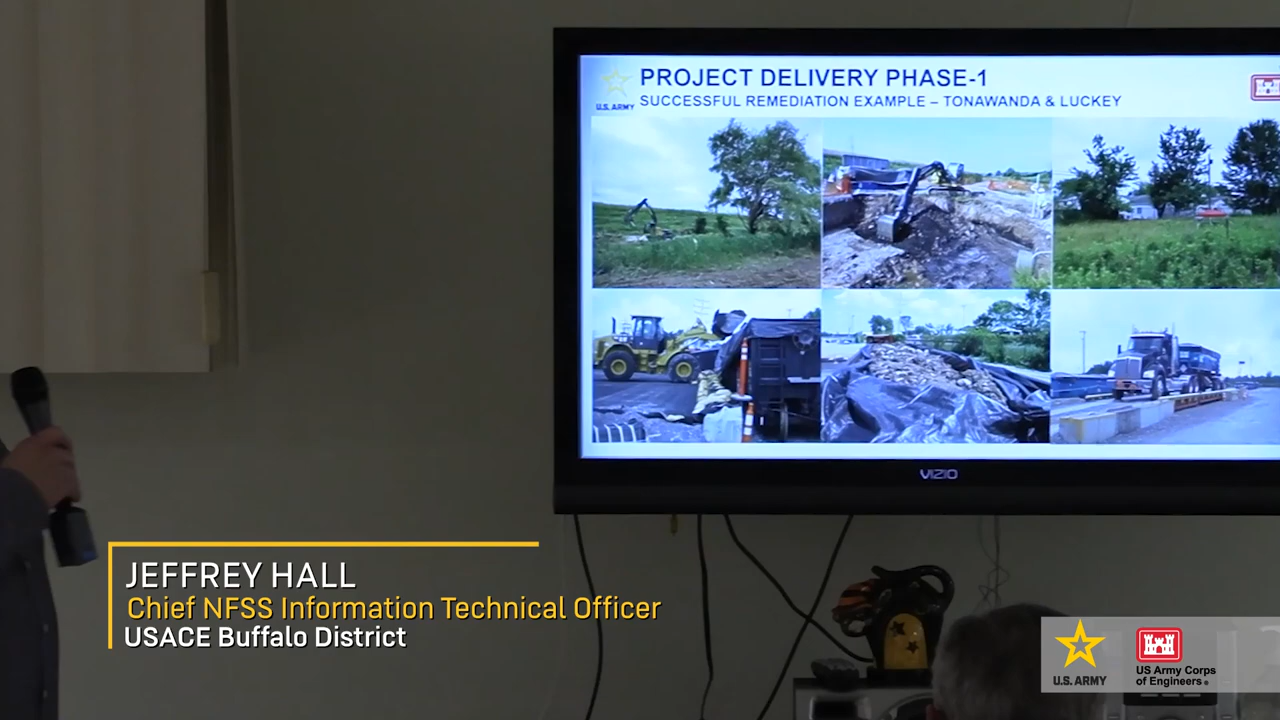 PROJECT DELIVERY PHASE-1
U.S. ARMY
SUCCESSFUL REMEDIATION EXAMPLE – TONAWANDA & LUCKEY
VIZIO
JEFFREY HALL
Chief NFSS Information Technical Officer
USACE Buffalo District
U.S. ARMY
US Army Corps
of Engineers®